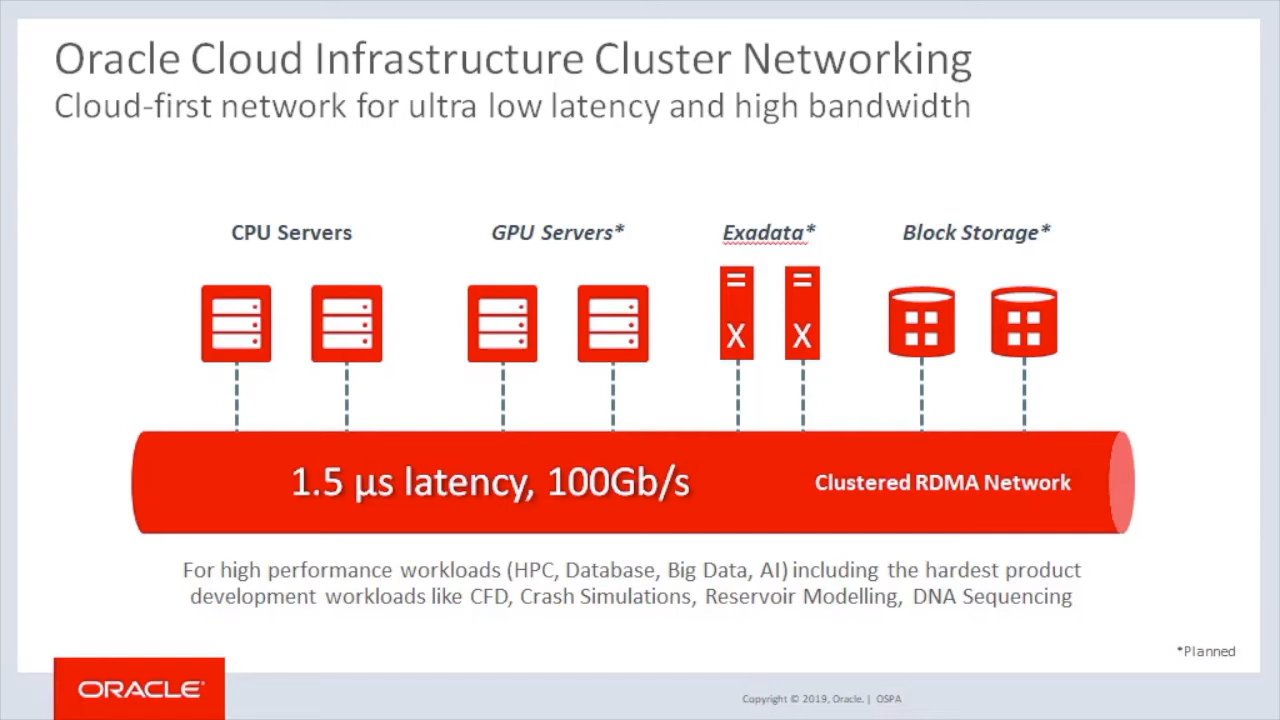 Oracle Cloud Infrastructure Cluster Networking
Cloud-first network for ultra low latency and high bandwidth
CPU Servers
GPU Servers*
Exadata*
Block Storage*
X
X
1.5 µs latency, 100Gb/s
Clustered RDMA Network
For high performance workloads (HPC, Database, Big Data, AI) including the hardest product
development workloads like CFD, Crash Simulations, Reservoir Modelling, DNA Sequencing
*Planned
ORACLE®
Copyright © 2019, Oracle. | OSPA